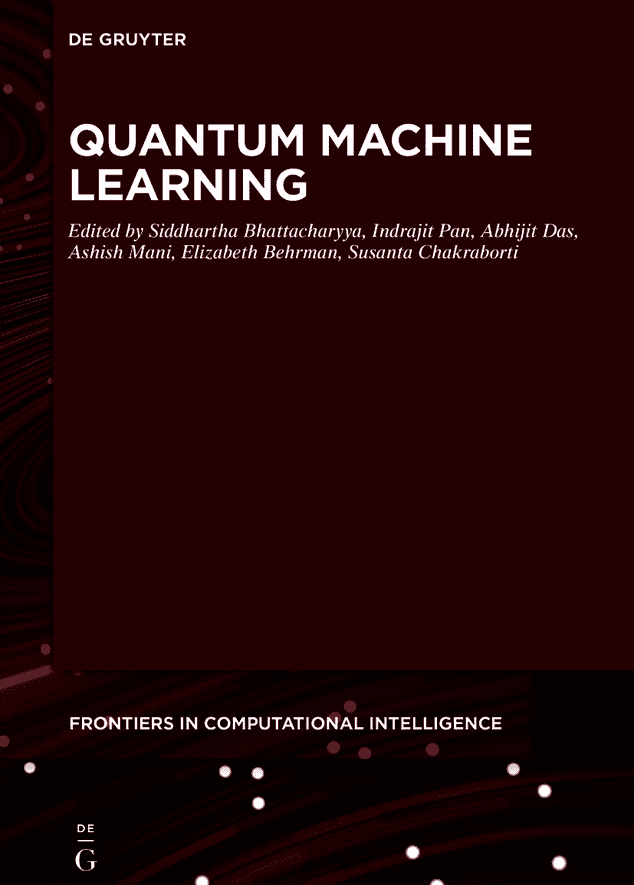 DE GRUYTER
QUANTUM MACHINE
LEARNING
Edited by Siddhartha Bhattacharyya, Indrajit Pan, Abhijit Das,
Ashish Mani, Elizabeth Behrman, Susanta Chakraborti
FRONTIERS IN COMPUTATIONAL INTELLIGENCE
DE
G